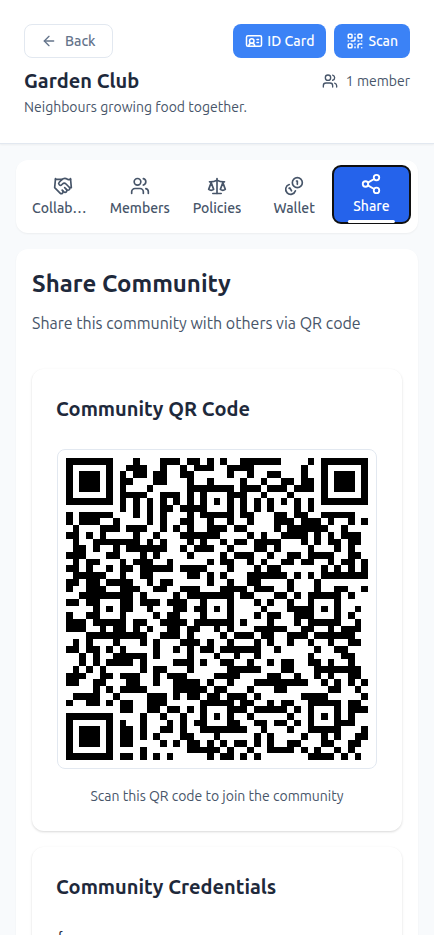 Back
ID Card
Scan
Garden Club
1 member
Neighbours growing food together.
Collab...
Members
Policies
Wallet
Share
Share Community
Share this community with others via QR code
Community QR Code
Scan this QR code to join the community
Community Credentials